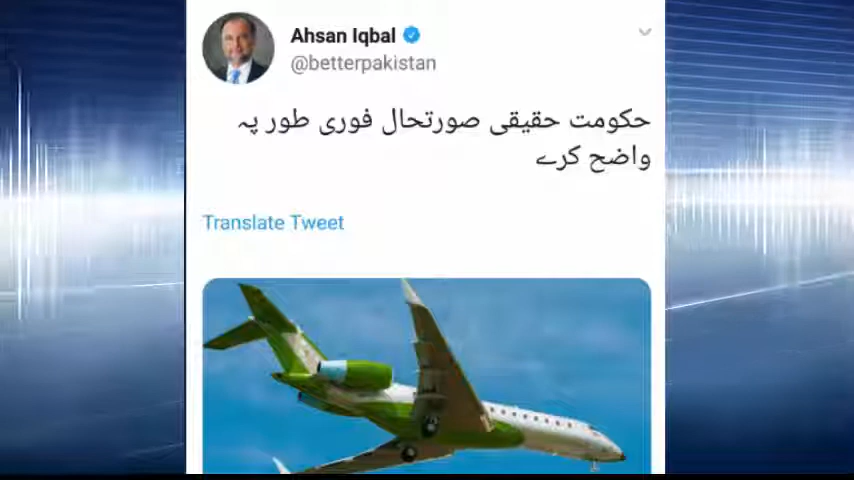 Ahsan Iqbal
@betterpakistan
حکومت حقیقی صورتحال فوری طور پہ
واضح کرے
Translate Tweet